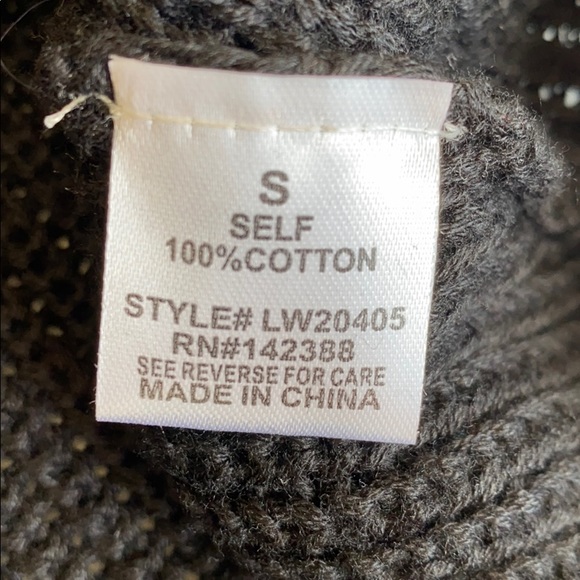 S
SELF
100%COTTON
STYLE# LW20405
RN#142388
SEE REVERSE FOR CARE
MADE IN CHINA